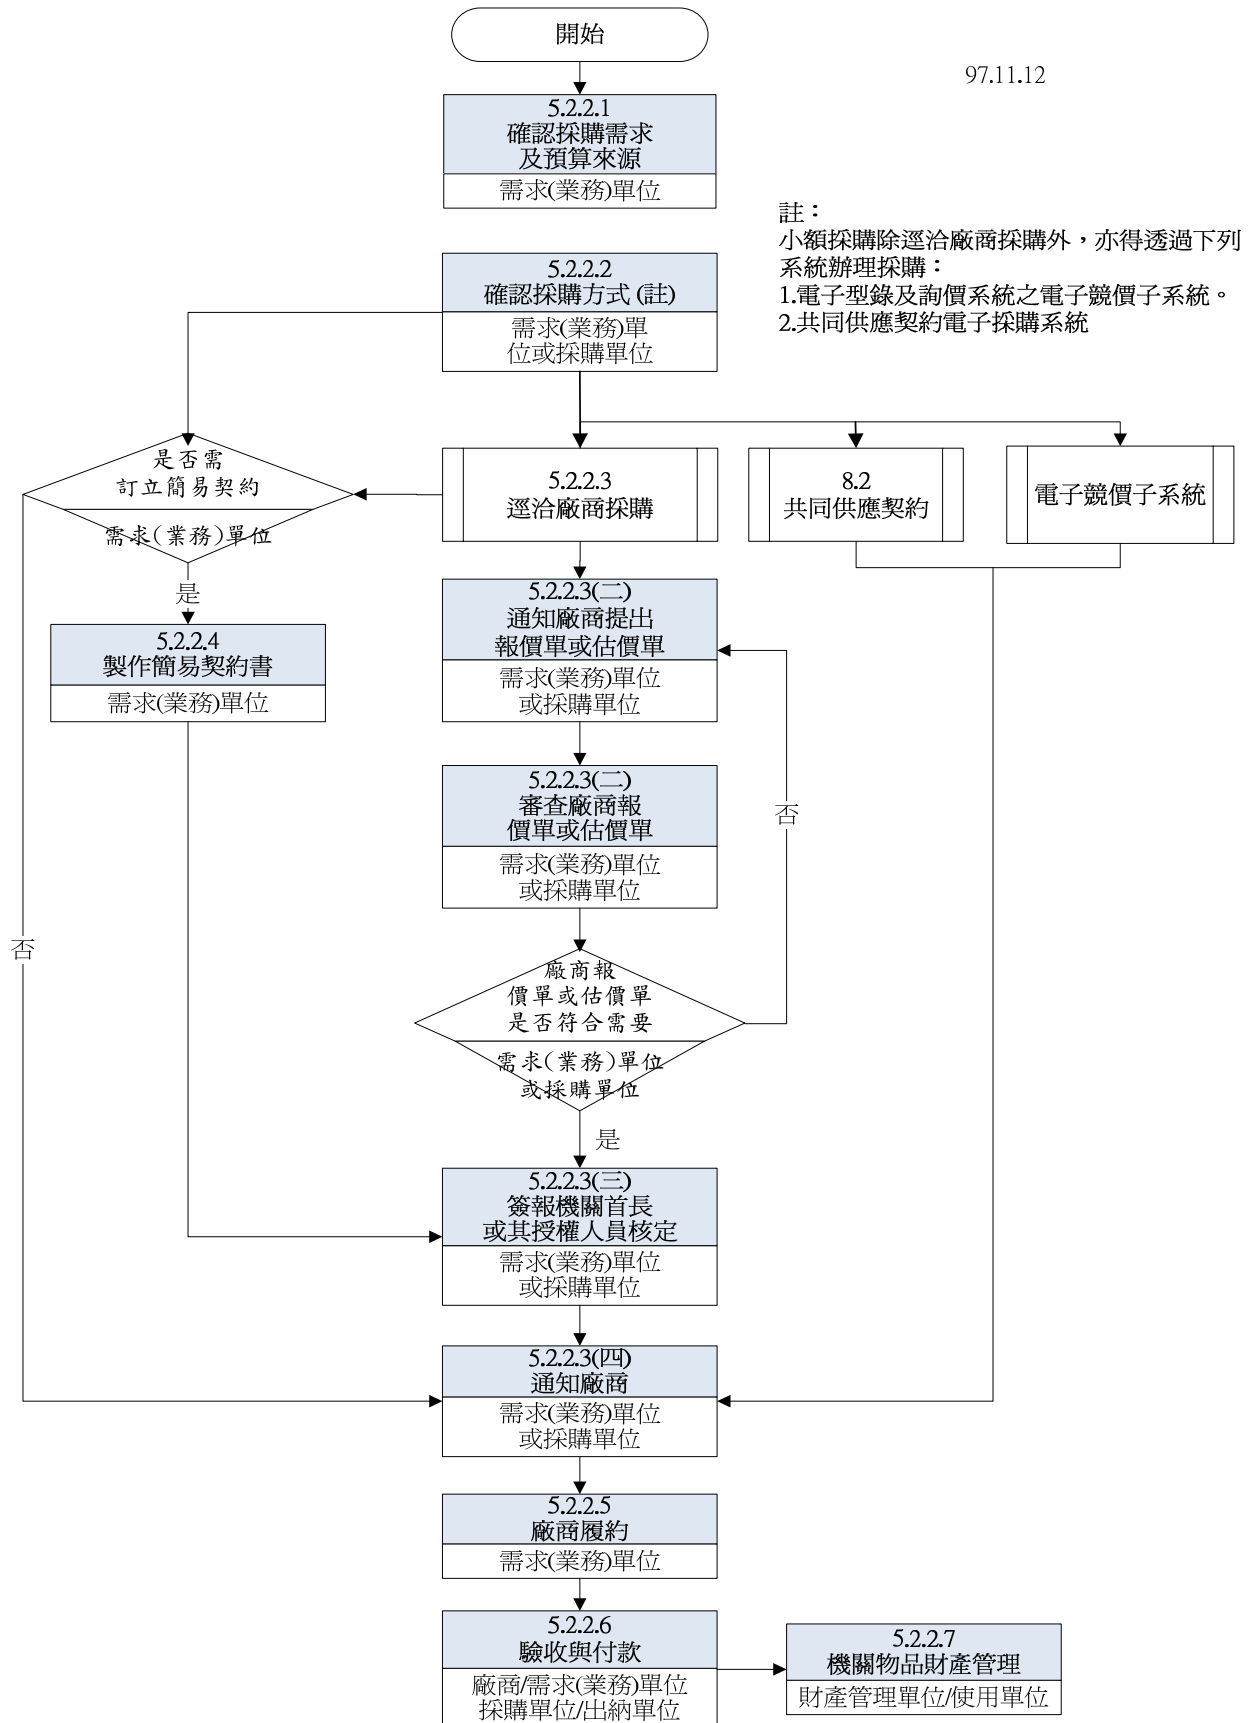 開始
97.11.12
5.2.2.1
確認採購需求
及預算來源
需求(業務)單位
註：
小額採購除逕洽廠商採購外，亦得透過下列
系統辦理採購：
1.電子型錄及詢價系統之電子競價子系統。
2.共同供應契約電子採購系統
5.2.2.2
確認採購方式 (註)
需求(業務)單
位或採購單位
是否需
訂立簡易契約
需求(業務)單位
5.2.2.3
逕洽廠商採購
8.2
共同供應契約
電子競價子系統
是
5.2.2.4
製作簡易契約書
需求(業務)單位
5.2.2.3(二)
通知廠商提出
報價單或估價單
需求(業務)單位
或採購單位
5.2.2.3(二)
審查廠商報
價單或估價單
需求(業務)單位
或採購單位
否
否
廠商報
價單或估價單
是否符合需要
需求(業務)單位
或採購單位
是
5.2.2.3(三)
簽報機關首長
或其授權人員核定
需求(業務)單位
或採購單位
5.2.2.3(四)
通知廠商
需求(業務)單位
或採購單位
5.2.2.5
廠商履約
需求(業務)單位
5.2.2.6
驗收與付款
廠商/需求(業務)單位
採購單位/出納單位
5.2.2.7
機關物品財產管理
財產管理單位/使用單位